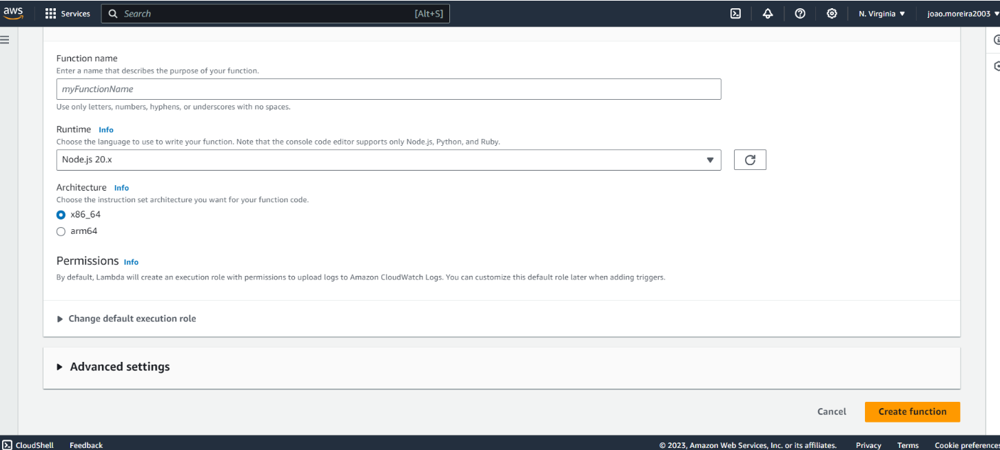 aws Services Search [Alt+S] N. Virginia joao.moreira2003
Function name
Enter a name that describes the purpose of your function.
myFunctionName
Use only letters, numbers, hyphens, or underscores with no spaces.
Runtime Info
Choose the language to use to write your function. Note that the console code editor supports only Node.js, Python, and Ruby.
Node.js 20.x
Architecture Info
Choose the instruction set architecture you want for your function code.
x86_64
arm64
Permissions Info
By default, Lambda will create an execution role with permissions to upload logs to Amazon CloudWatch Logs. You can customize this default role later when adding triggers.
Change default execution role
Advanced settings
Cancel Create function
CloudShell Feedback © 2023, Amazon Web Services, Inc. or its affiliates. Privacy Terms Cookie preferences